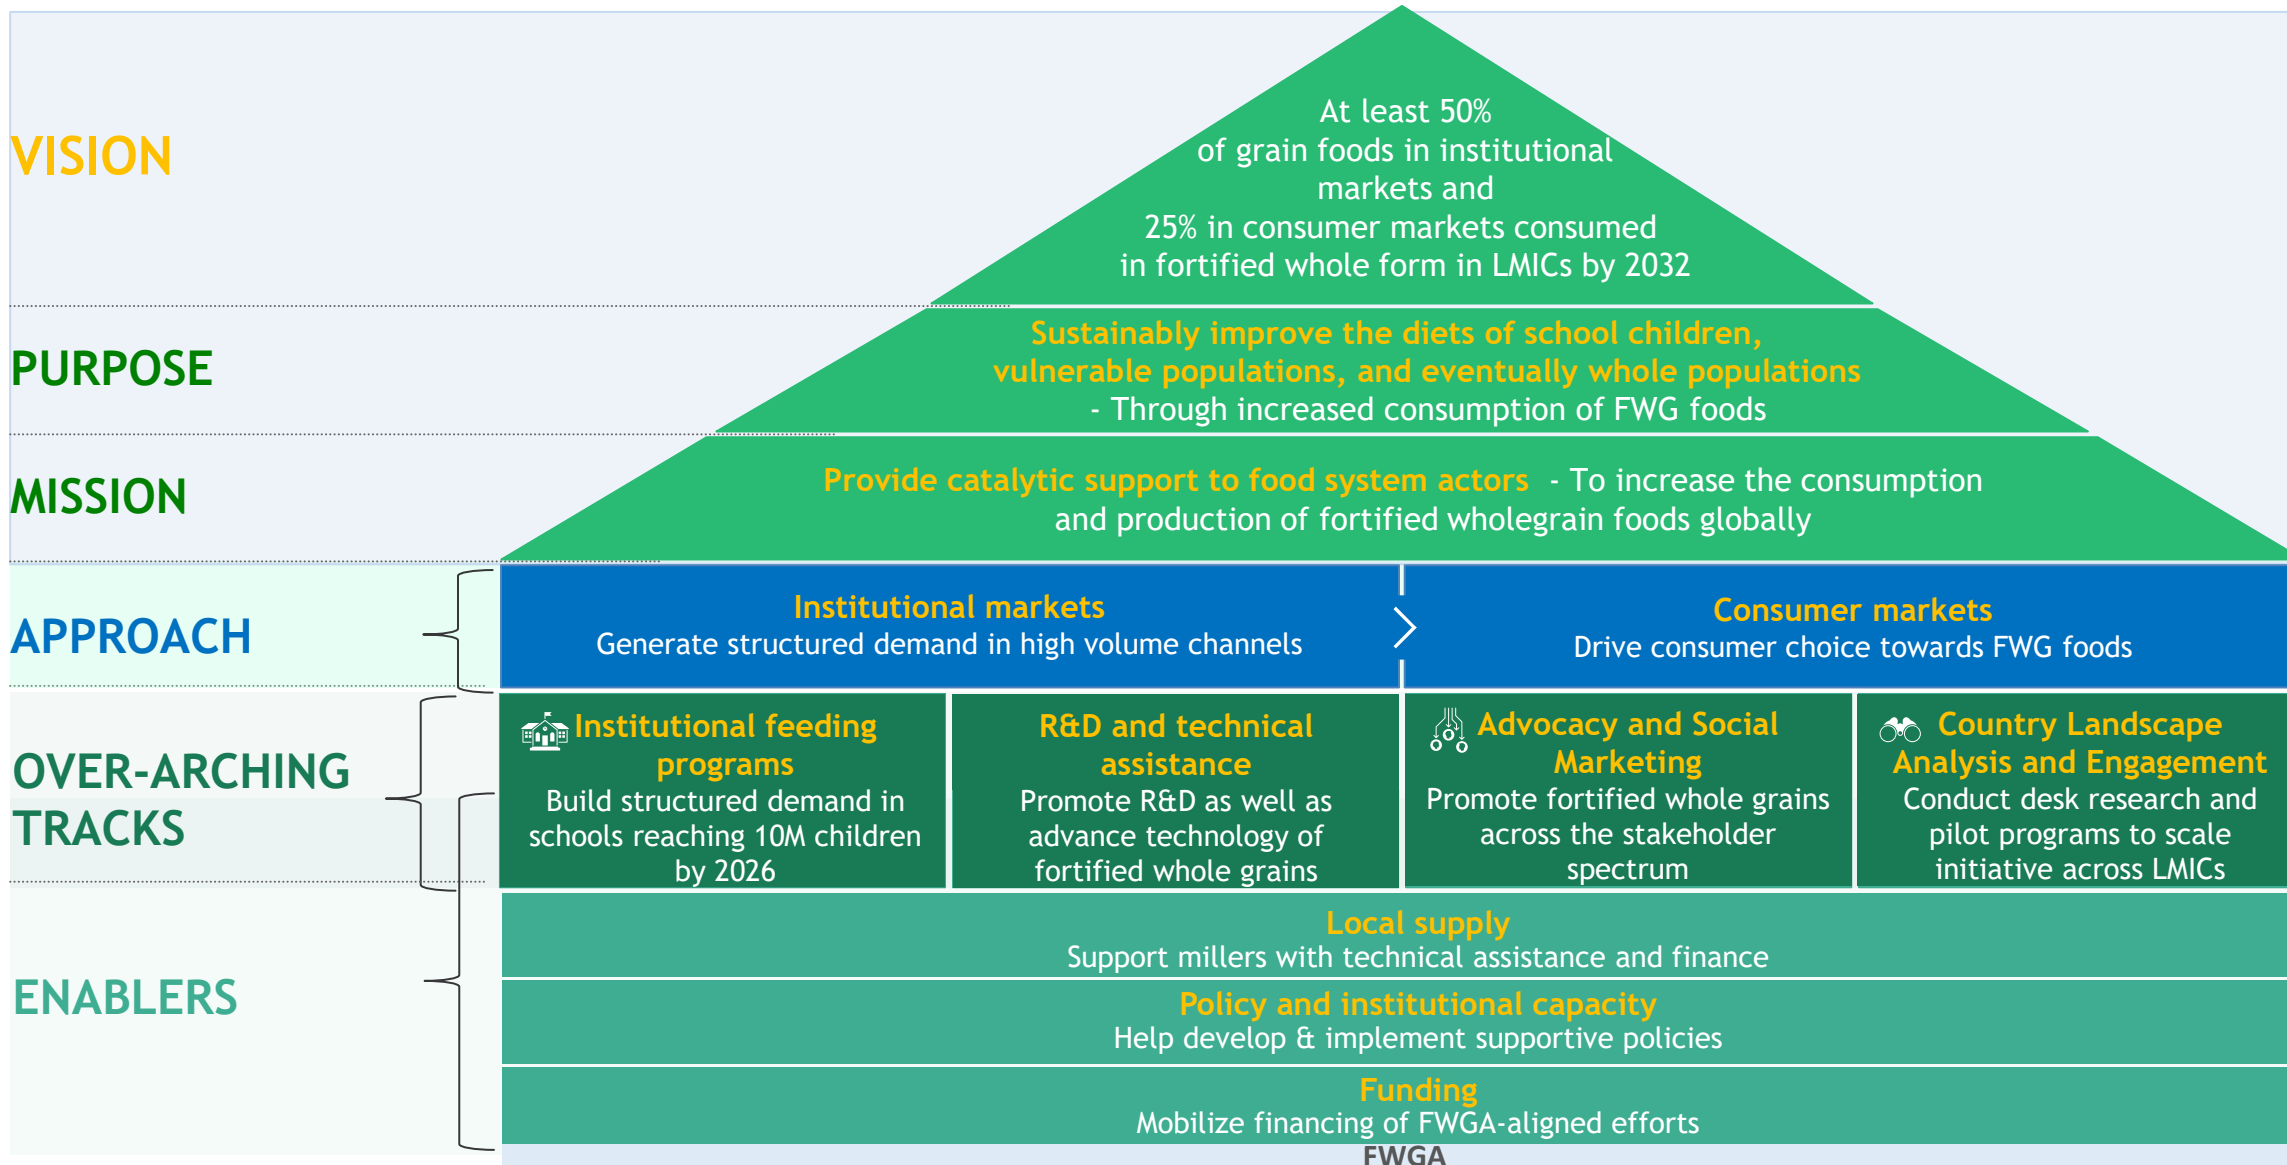 VISION
At least 50%
of grain foods in institutional
markets and
25% in consumer markets consumed
in fortified whole form in LMICs by 2032
PURPOSE
Sustainably improve the diets of school children,
vulnerable populations, and eventually whole populations
- Through increased consumption of FWG foods
MISSION
Provide catalytic support to food system actors - To increase the consumption
and production of fortified wholegrain foods globally
APPROACH
Institutional markets
Generate structured demand in high volume channels
Consumer markets
Drive consumer choice towards FWG foods
OVER-ARCHING
TRACKS
Institutional feeding
programs
Build structured demand in
schools reaching 10M children
by 2026
R&D and technical
assistance
Promote R&D as well as
advance technology of
fortified whole grains
Advocacy and Social
Marketing
Promote fortified whole grains
across the stakeholder
spectrum
Country Landscape
Analysis and Engagement
Conduct desk research and
pilot programs to scale
initiative across LMICs
ENABLERS
Local supply
Support millers with technical assistance and finance
Policy and institutional capacity
Help develop & implement supportive policies
Funding
Mobilize financing of FWGA-aligned efforts
FWGA